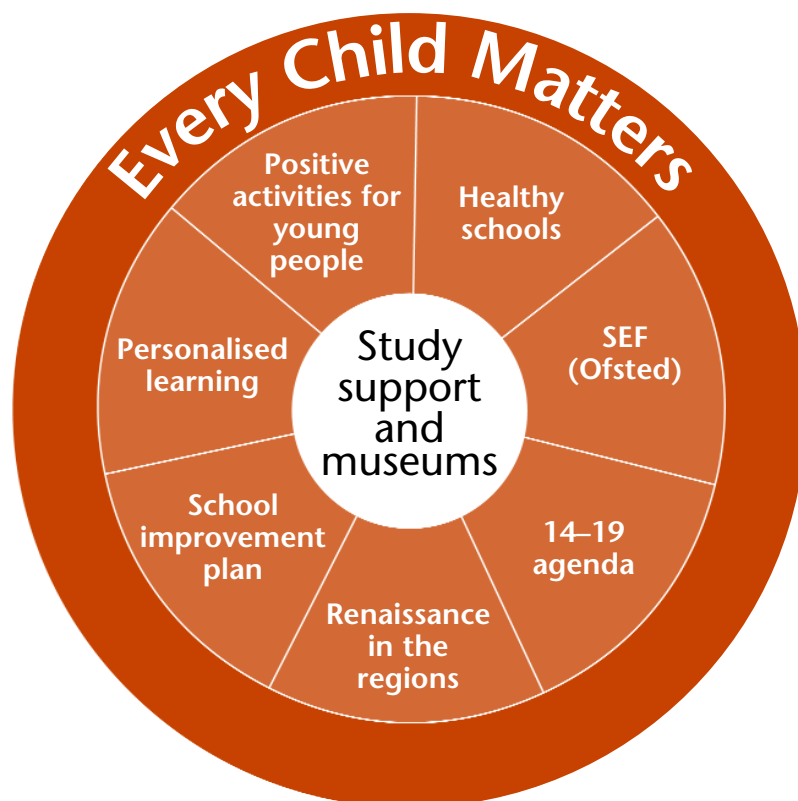 Every Child Matters
Positive
activities for
young
people
Healthy
schools
SEF
(Ofsted)
14–19
agenda
Renaissance
in the
regions
School
improvement
plan
Personalised
learning
Study
support
and
museums